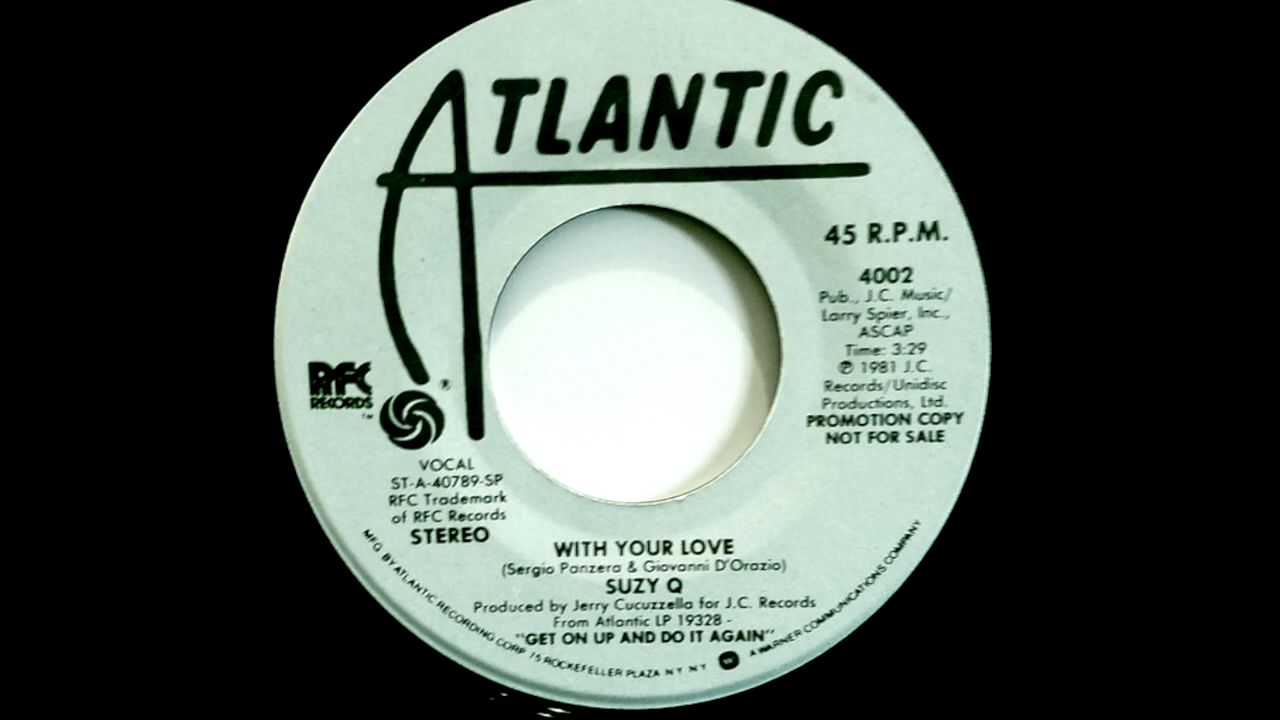 ATLANTIC
45 R.P.M.
4002
Pub., J.C. Music/
Larry Spier, Inc.,
ASCAP
Time: 3:29
℗ 1981 J.C.
Records/Unidisc
Productions, Ltd.
PROMOTION COPY
NOT FOR SALE
RFC
RECORDS
TM
®
VOCAL
ST-A-40789-SP
RFC Trademark
of RFC Records
STEREO
WITH YOUR LOVE
(Sergio Panzera & Giovanni D'Orazio)
SUZY Q
Produced by Jerry Cucuzzella for J.C. Records
From Atlantic LP 19328 -
"GET ON UP AND DO IT AGAIN"
MFG. BY ATLANTIC RECORDING CORP. 75 ROCKEFELLER PLAZA N Y N Y W A WARNER COMMUNICATIONS COMPANY